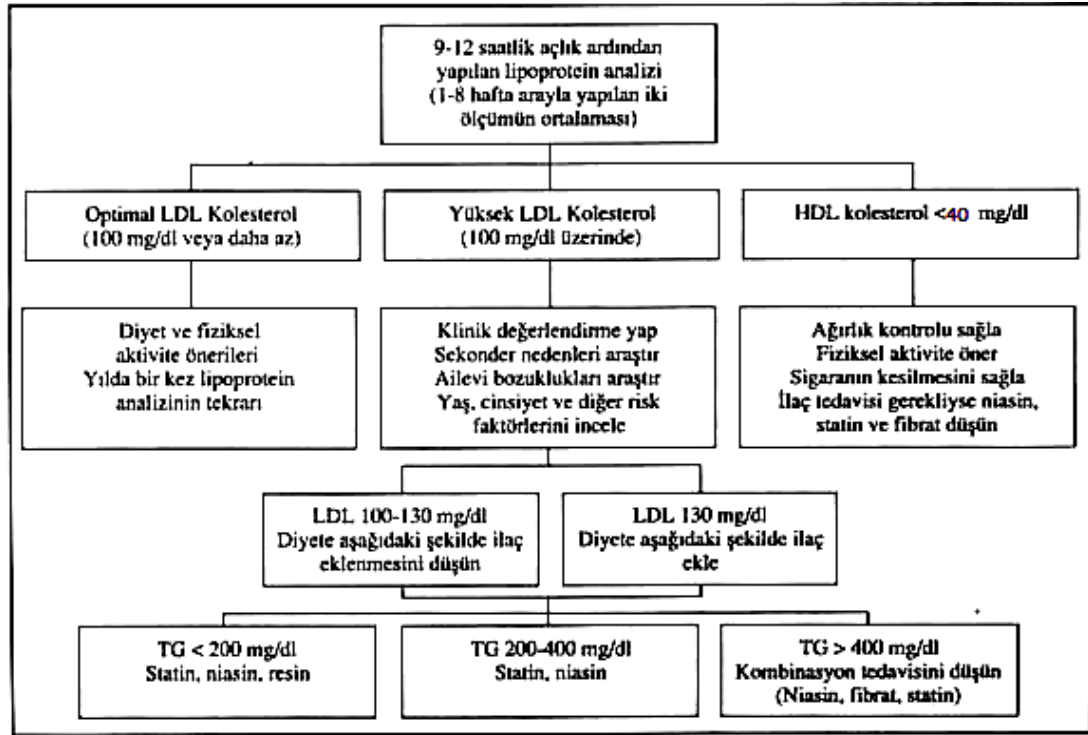 9-12 saatlik açlık ardından
yapılan lipoprotein analizi
(1-8 hafta arayla yapılan iki
ölçümün ortalaması)
Optimal LDL Kolesterol
(100 mg/dl veya daha az)
Yüksek LDL Kolesterol
(100 mg/dl üzerinde)
HDL kolesterol <40 mg/dl
Diyet ve fiziksel
aktivite önerileri
Yılda bir kez lipoprotein
analizinin tekrarı
Klinik değerlendirme yap
Sekonder nedenleri araştır
Ailevi bozuklukları araştır
Yaş, cinsiyet ve diğer risk
faktörlerini incele
Ağırlık kontrolu sağla
Fiziksel aktivite öner
Sigaranın kesilmesini sağla
İlaç tedavisi gerekliyse niasin,
statin ve fibrat düşün
LDL 100-130 mg/dl
Diyete aşağıdaki şekilde ilaç
eklenmesini düşün
LDL 130 mg/dl
Diyete aşağıdaki şekilde ilaç
ekle
TG < 200 mg/dl
Statin, niasin, resin
TG 200-400 mg/dl
Statin, niasin
TG > 400 mg/dl
Kombinasyon tedavisini düşün
(Niasin, fibrat, statin)